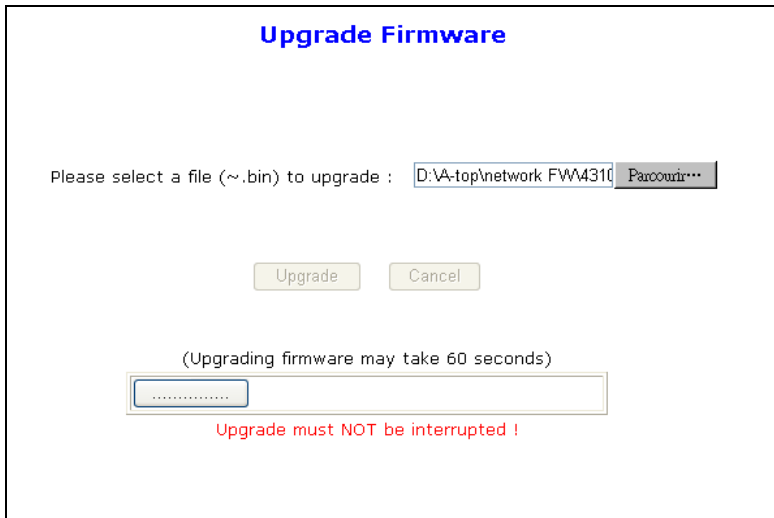 Upgrade Firmware
Please select a file (~.bin) to upgrade : D:\A-top\network FW\4310 Parcourir...
Upgrade Cancel
(Upgrading firmware may take 60 seconds)
...............
Upgrade must NOT be interrupted !